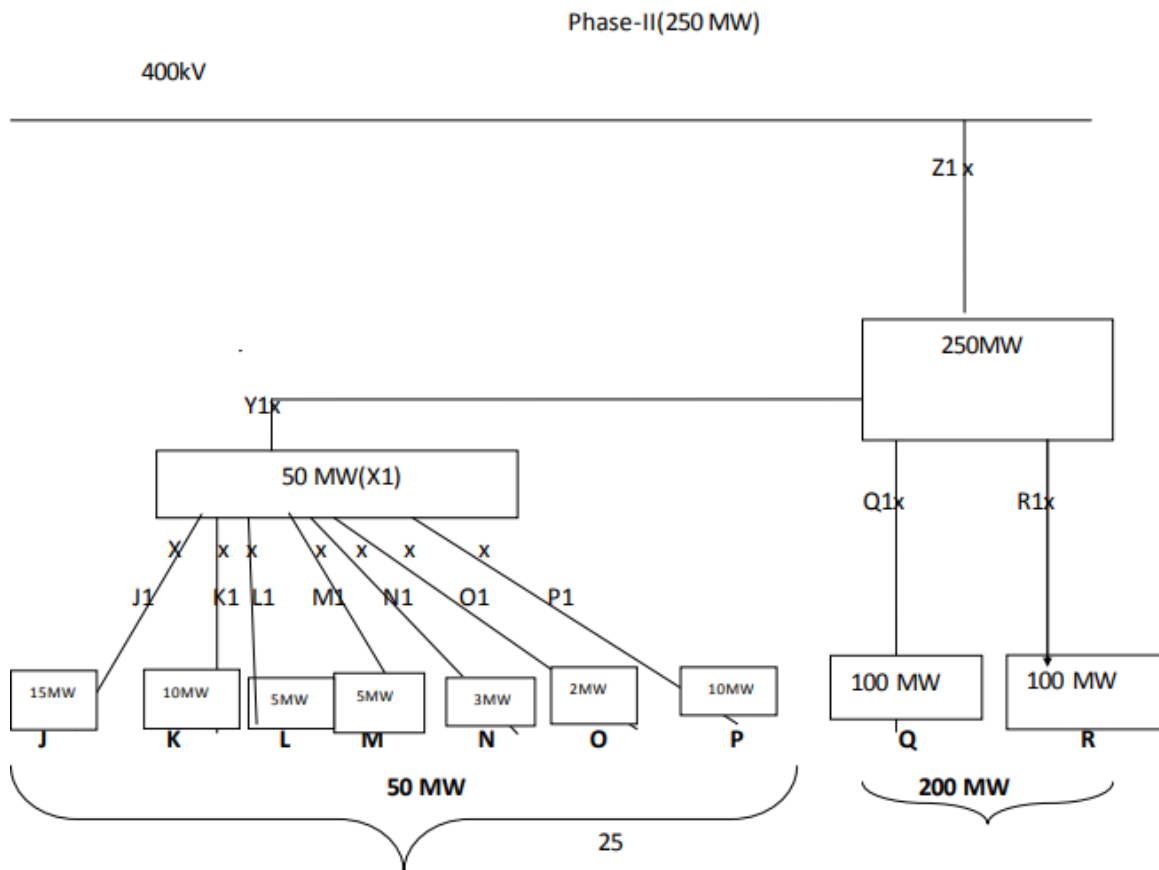 Phase-II(250 MW)
400kV
Z1 x
250MW
Y1x
50 MW(X1)
Q1x R1x
X x x x x x x
J1 K1 L1 M1 N1 O1 P1
15MW 10MW 5MW 5MW 3MW 2MW 10MW 100 MW 100 MW
J K L M N O P Q R
50 MW 200 MW
25